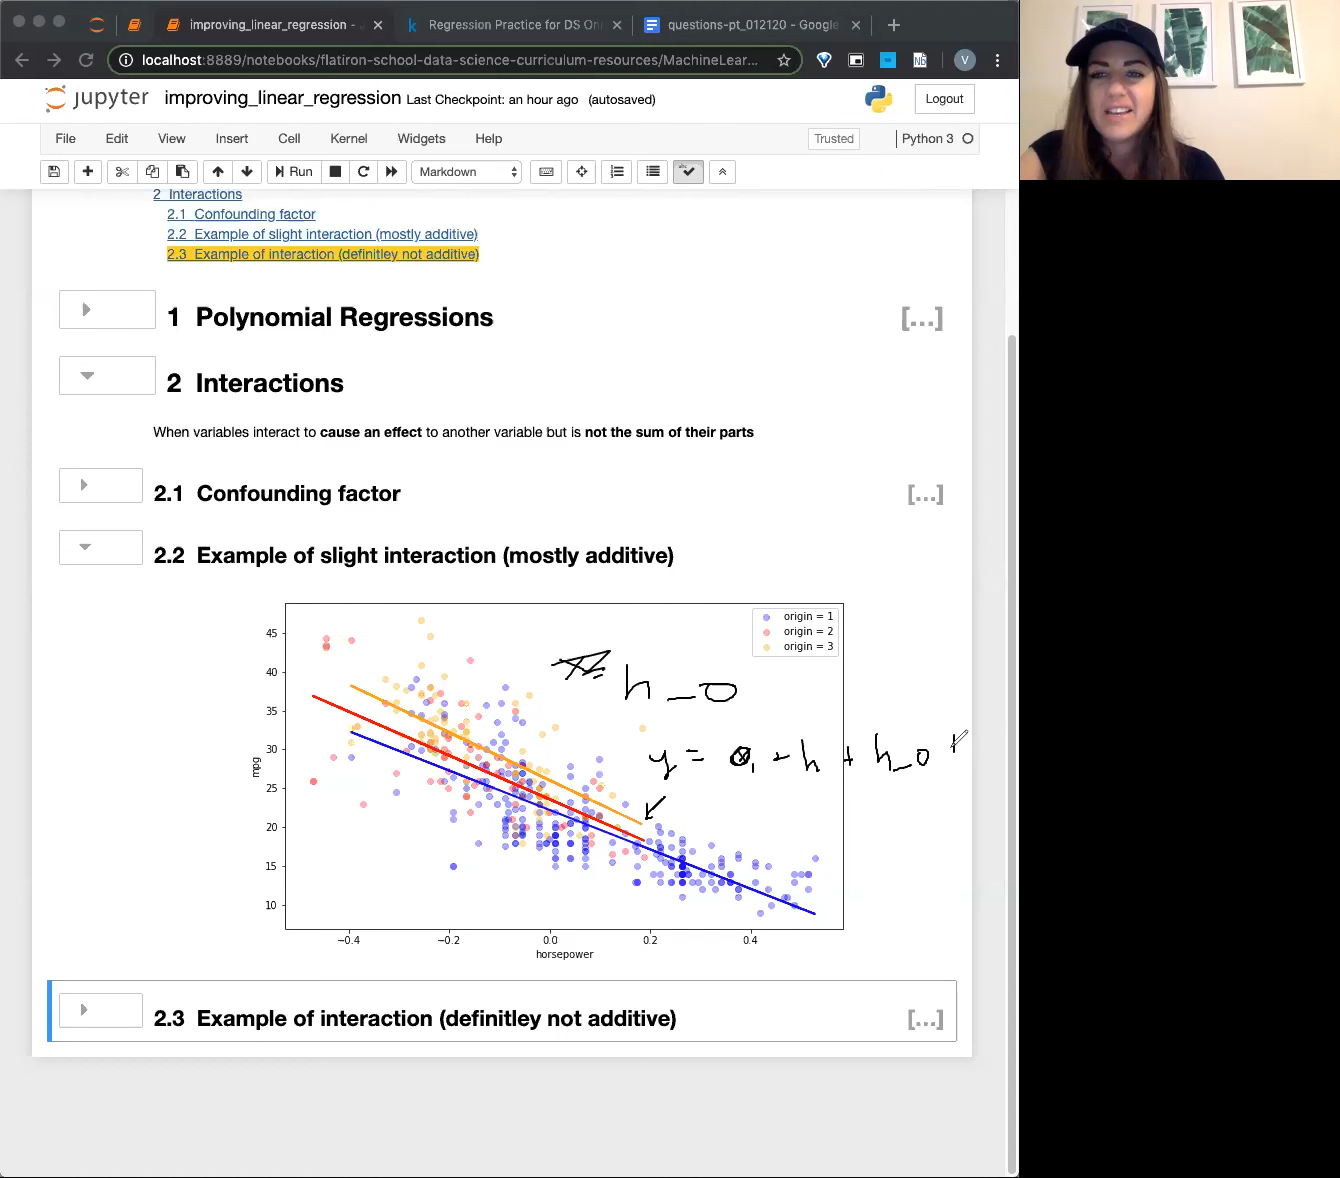 improving_linear_regression -
Regression Practice for DS On
questions-pt_012120 - Google
localhost:8889/notebooks/flatiron-school-data-science-curriculum-resources/MachineLear...
Nb
V
jupyter improving_linear_regression Last Checkpoint: an hour ago (autosaved)
Logout
File Edit View Insert Cell Kernel Widgets Help
Trusted
Python 3
Run
Markdown
2 Interactions
2.1 Confounding factor
2.2 Example of slight interaction (mostly additive)
2.3 Example of interaction (definitley not additive)
1 Polynomial Regressions
[...]
2 Interactions
When variables interact to cause an effect to another variable but is not the sum of their parts
2.1 Confounding factor
[...]
2.2 Example of slight interaction (mostly additive)
origin = 1
origin = 2
origin = 3
45
40
35
30
25
20
15
10
mpg
h_o
−0.4 −0.2 0.0 0.2 0.4
horsepower
2.3 Example of interaction (definitley not additive)
[...]